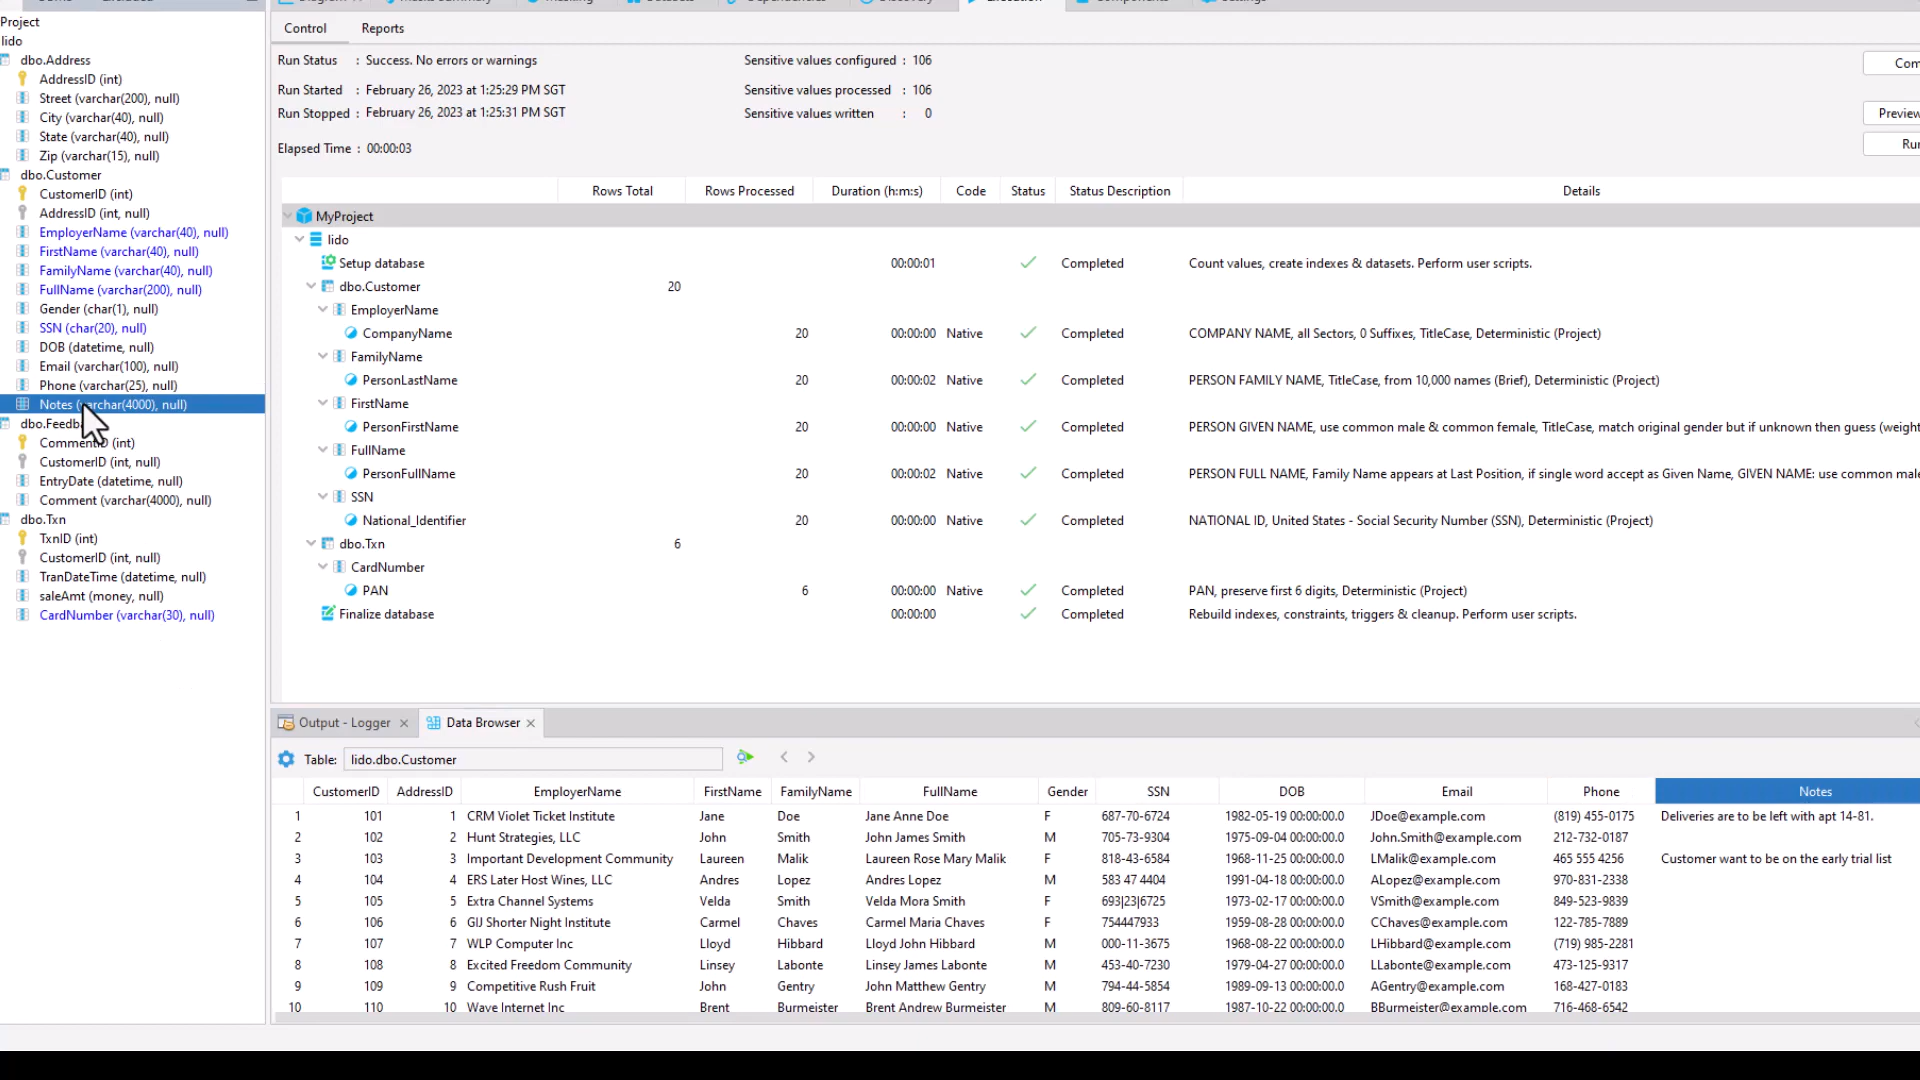 Project
lido
dbo.Address
AddressID (int)
Street (varchar(200), null)
City (varchar(40), null)
State (varchar(40), null)
Zip (varchar(15), null)
dbo.Customer
CustomerID (int)
AddressID (int, null)
EmployerName (varchar(40), null)
FirstName (varchar(40), null)
FamilyName (varchar(40), null)
FullName (varchar(200), null)
Gender (char(1), null)
SSN (char(20), null)
DOB (datetime, null)
Email (varchar(100), null)
Phone (varchar(25), null)
Notes (varchar(4000), null)
dbo.Feedba
CommentID (int)
CustomerID (int, null)
EntryDate (datetime, null)
Comment (varchar(4000), null)
dbo.Txn
TxnID (int)
CustomerID (int, null)
TranDateTime (datetime, null)
saleAmt (money, null)
CardNumber (varchar(30), null)
Control Reports
Run Status : Success. No errors or warnings Sensitive values configured : 106
Com
Run Started : February 26, 2023 at 1:25:29 PM SGT Sensitive values processed : 106
Run Stopped : February 26, 2023 at 1:25:31 PM SGT Sensitive values written : 0
Preview
Elapsed Time : 00:00:03
Run
Rows Total Rows Processed Duration (h:m:s) Code Status Status Description Details
MyProject
lido
Setup database 00:00:01 Completed Count values, create indexes & datasets. Perform user scripts.
dbo.Customer 20
EmployerName
CompanyName 20 00:00:00 Native Completed COMPANY NAME, all Sectors, 0 Suffixes, TitleCase, Deterministic (Project)
FamilyName
PersonLastName 20 00:00:02 Native Completed PERSON FAMILY NAME, TitleCase, from 10,000 names (Brief), Deterministic (Project)
FirstName
PersonFirstName 20 00:00:00 Native Completed PERSON GIVEN NAME, use common male & common female, TitleCase, match original gender but if unknown then guess (weight
FullName
PersonFullName 20 00:00:02 Native Completed PERSON FULL NAME, Family Name appears at Last Position, if single word accept as Given Name, GIVEN NAME: use common male
SSN
National_Identifier 20 00:00:00 Native Completed NATIONAL ID, United States - Social Security Number (SSN), Deterministic (Project)
dbo.Txn 6
CardNumber
PAN 6 00:00:00 Native Completed PAN, preserve first 6 digits, Deterministic (Project)
Finalize database 00:00:00 Completed Rebuild indexes, constraints, triggers & cleanup. Perform user scripts.
Output - Logger Data Browser
Table: lido.dbo.Customer
CustomerID AddressID EmployerName FirstName FamilyName FullName Gender SSN DOB Email Phone Notes
1 101 1 CRM Violet Ticket Institute Jane Doe Jane Anne Doe F 687-70-6724 1982-05-19 00:00:00.0 JDoe@example.com (819) 455-0175 Deliveries are to be left with apt 14-81.
2 102 2 Hunt Strategies, LLC John Smith John James Smith M 705-73-9304 1975-09-04 00:00:00.0 John.Smith@example.com 212-732-0187
3 103 3 Important Development Community Laureen Malik Laureen Rose Mary Malik F 818-43-6584 1968-11-25 00:00:00.0 LMalik@example.com 465 555 4256 Customer want to be on the early trial list
4 104 4 ERS Later Host Wines, LLC Andres Lopez Andres Lopez M 583 47 4404 1991-04-18 00:00:00.0 ALopez@example.com 970-831-2338
5 105 5 Extra Channel Systems Velda Smith Velda Mora Smith F 693|23|6725 1973-02-17 00:00:00.0 VSmith@example.com 849-523-9839
6 106 6 GIJ Shorter Night Institute Carmel Chaves Carmel Maria Chaves F 754447933 1959-08-28 00:00:00.0 CChaves@example.com 122-785-7889
7 107 7 WLP Computer Inc Lloyd Hibbard Lloyd John Hibbard M 000-11-3675 1968-08-22 00:00:00.0 LHibbard@example.com (719) 985-2281
8 108 8 Excited Freedom Community Linsey Labonte Linsey James Labonte M 453-40-7230 1979-04-27 00:00:00.0 LLabonte@example.com 473-125-9317
9 109 9 Competitive Rush Fruit John Gentry John Matthew Gentry M 794-44-5854 1989-09-13 00:00:00.0 AGentry@example.com 168-427-0183
10 110 10 Wave Internet Inc Brent Burmeister Brent Andrew Burmeister M 809-60-8117 1987-10-22 00:00:00.0 BBurmeister@example.com 716-468-6542